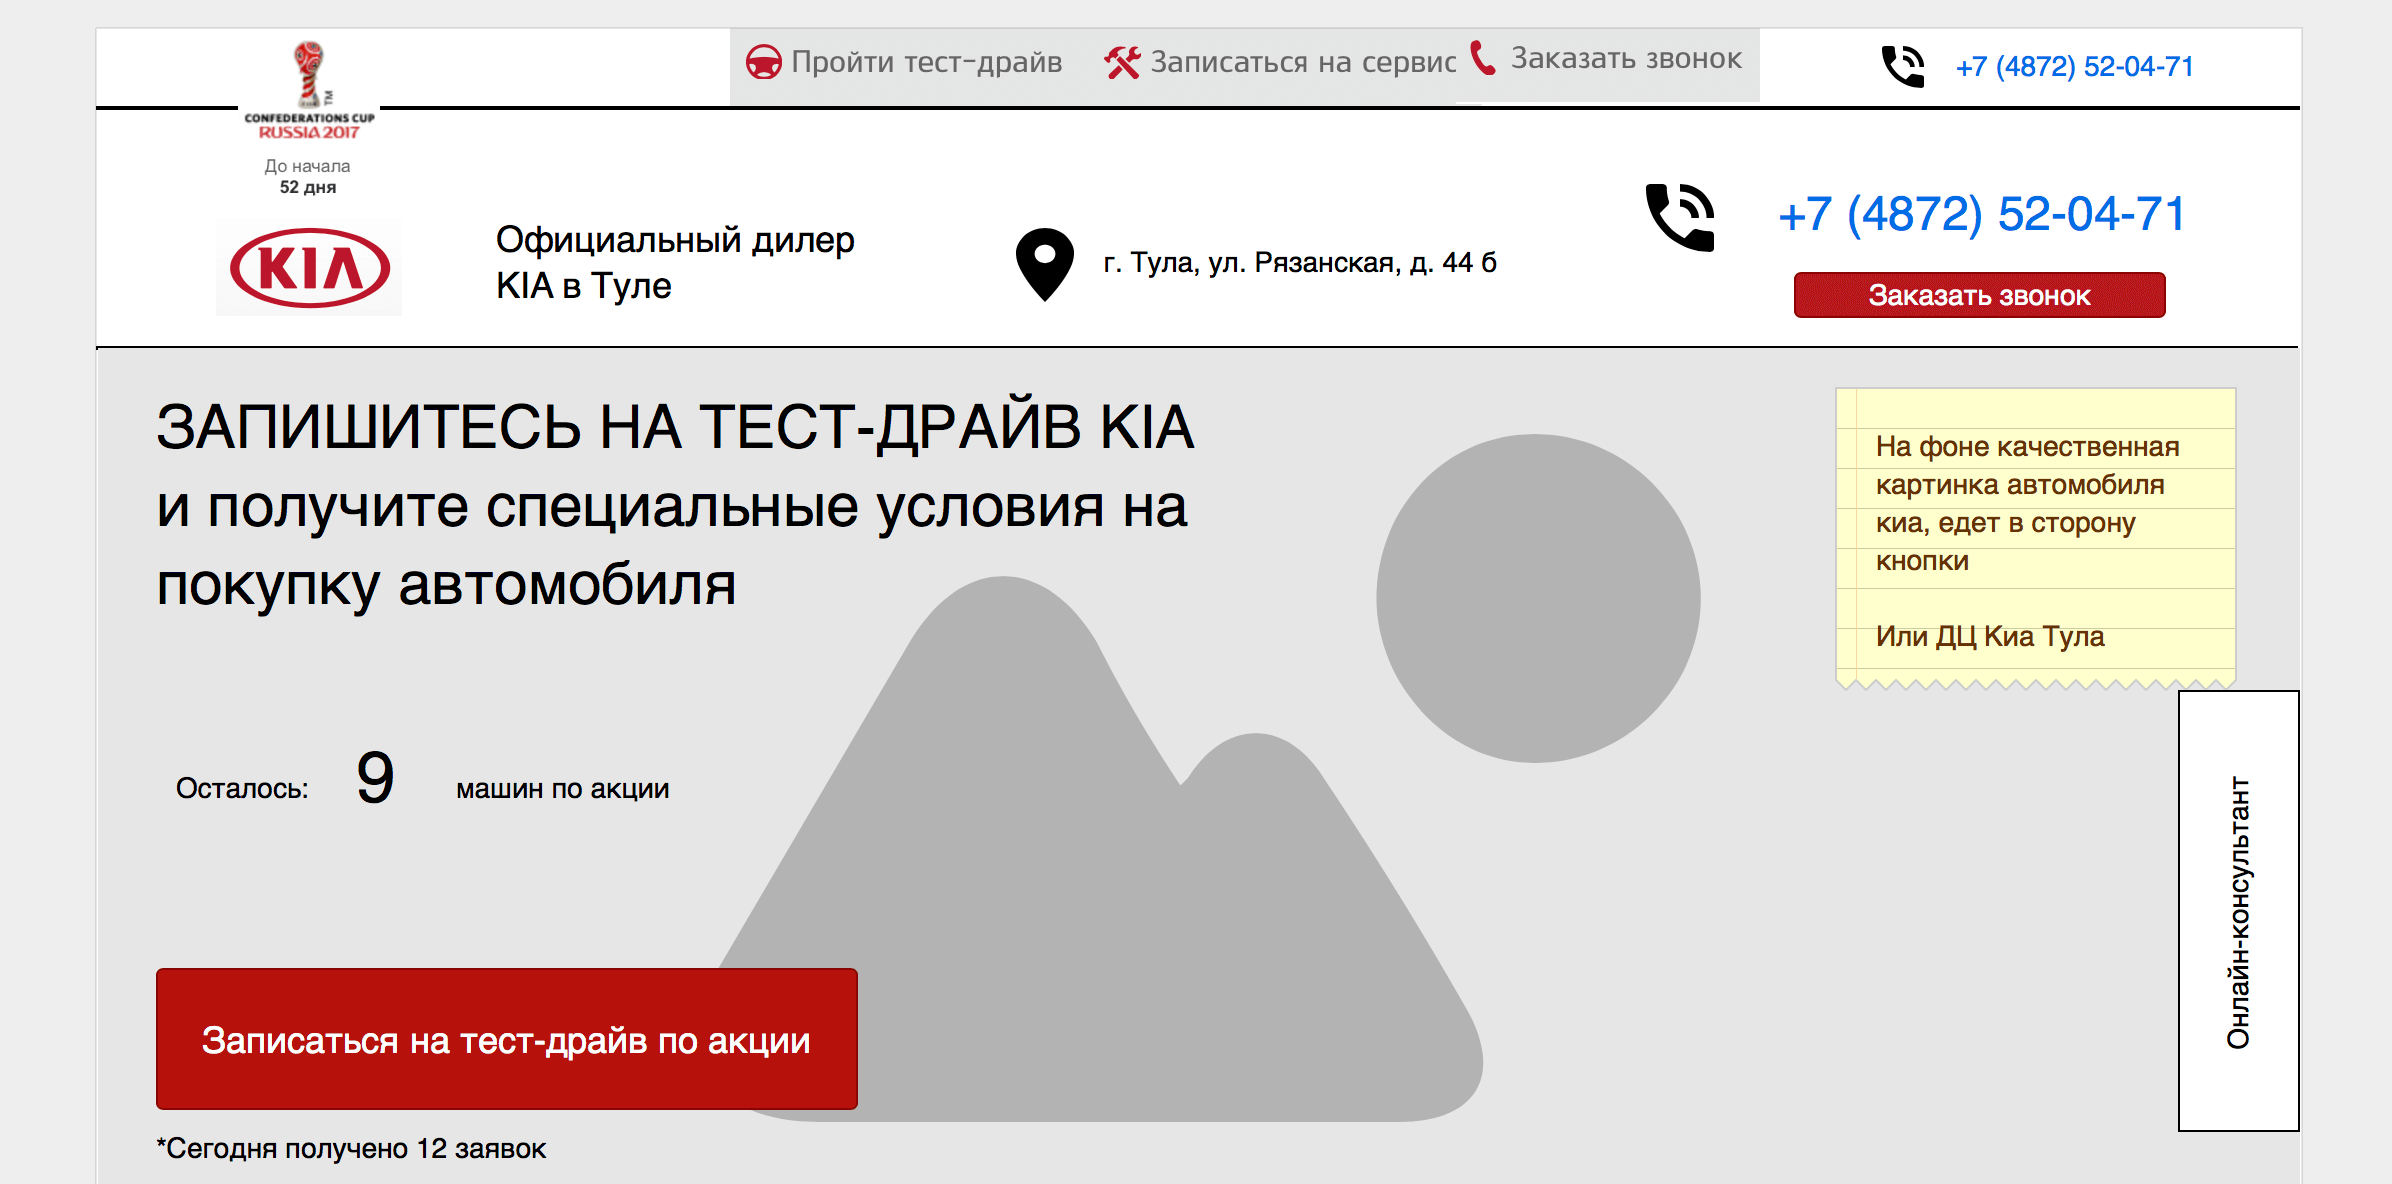 Пройти тест-драйв
Записаться на сервис
Заказать звонок
+7 (4872) 52-04-71
TM
CONFEDERATIONS CUP
RUSSIA 2017
До начала
52 дня
KIA
Официальный дилер
KIA в Туле
г. Тула, ул. Рязанская, д. 44 б
+7 (4872) 52-04-71
Заказать звонок
ЗАПИШИТЕСЬ НА ТЕСТ-ДРАЙВ KIA
и получите специальные условия на
покупку автомобиля
На фоне качественная
картинка автомобиля
киа, едет в сторону
кнопки
Или ДЦ Киа Тула
Осталось: 9 машин по акции
Онлайн-консультант
Записаться на тест-драйв по акции
*Сегодня получено 12 заявок